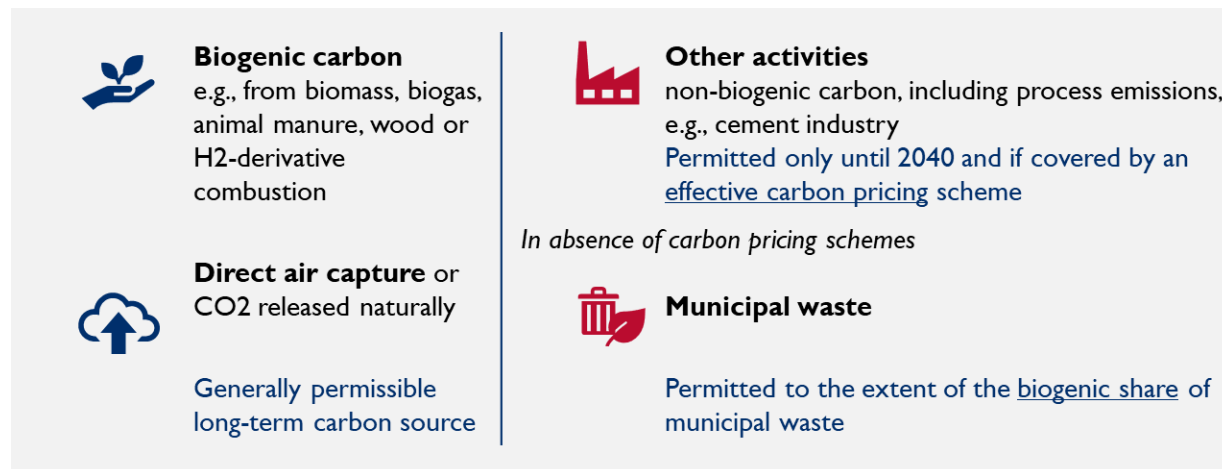 Biogenic carbon
e.g., from biomass, biogas,
animal manure, wood or
H2-derivative
combustion
Direct air capture or
CO2 released naturally
Generally permissible
long-term carbon source
Other activities
non-biogenic carbon, including process emissions,
e.g., cement industry
Permitted only until 2040 and if covered by an
effective carbon pricing scheme
In absence of carbon pricing schemes
Municipal waste
Permitted to the extent of the biogenic share of
municipal waste